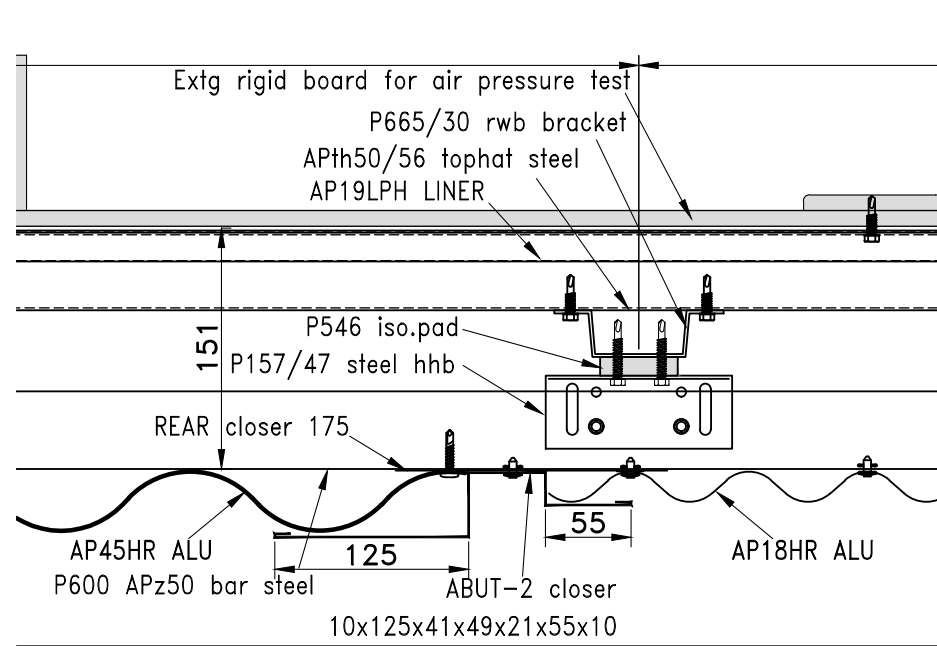 Extg rigid board for air pressure test
P665/30 rwb bracket
APth50/56 tophat steel
AP19LPH LINER
P546 iso.pad
151
P157/47 steel hhb
REAR closer 175
55
AP45HR ALU
125
AP18HR ALU
P600 APz50 bar steel
ABUT-2 closer
10x125x41x49x21x55x10